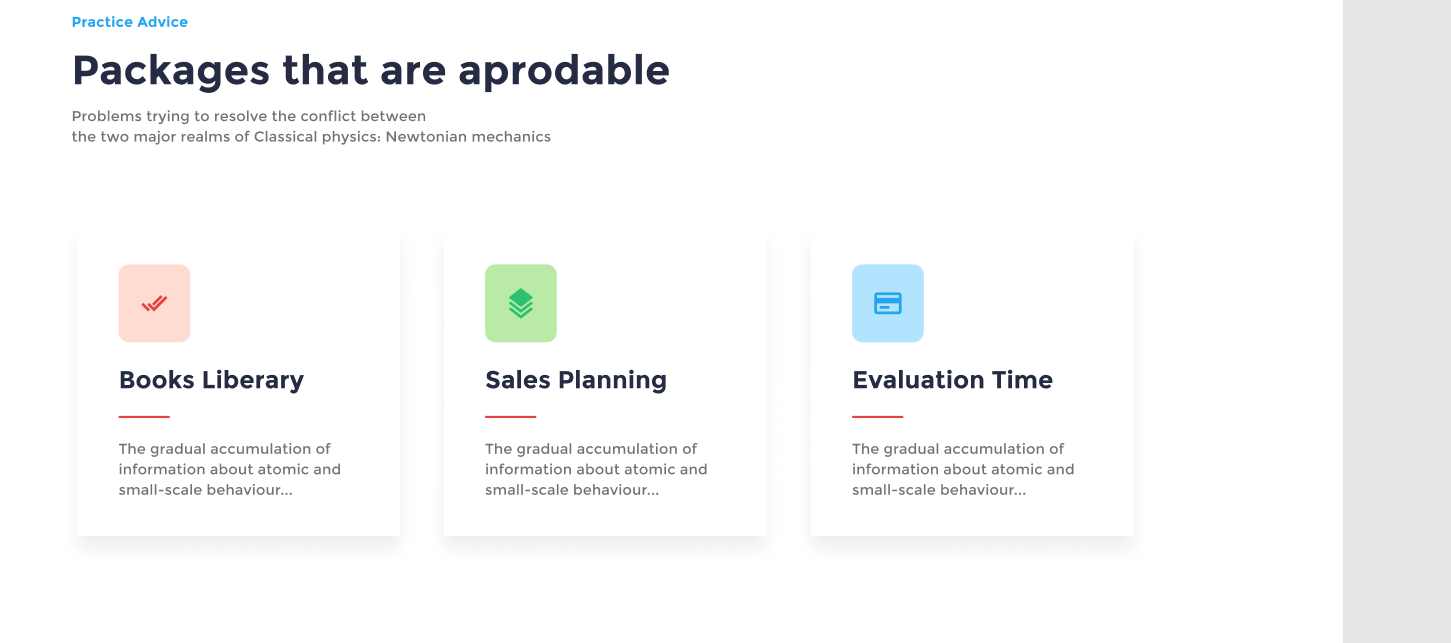 Practice Advice
Packages that are aprodable
Problems trying to resolve the conflict between
the two major realms of Classical physics: Newtonian mechanics
Books Liberary
The gradual accumulation of
information about atomic and
small-scale behaviour...
Sales Planning
The gradual accumulation of
information about atomic and
small-scale behaviour...
Evaluation Time
The gradual accumulation of
information about atomic and
small-scale behaviour...